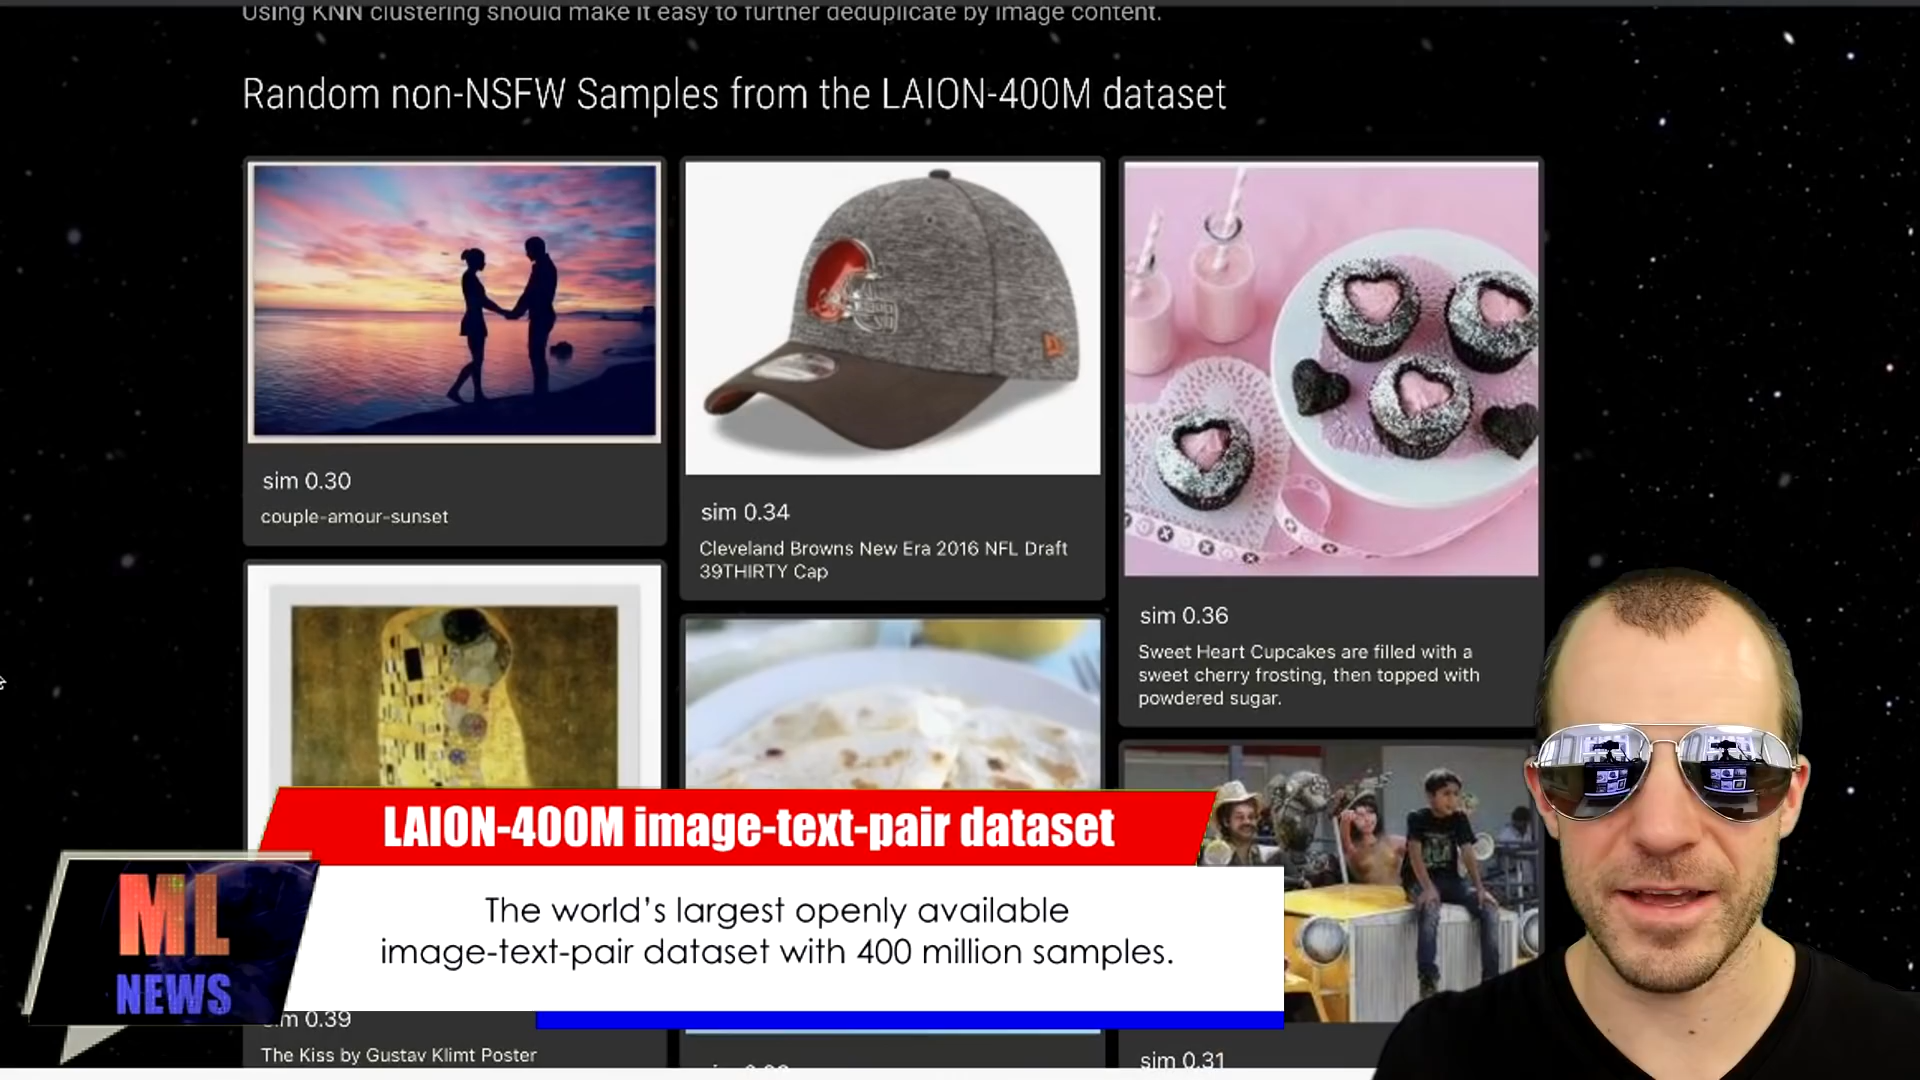 Using KNN clustering should make it easy to further deduplicate by image content.
Random non-NSFW Samples from the LAION-400M dataset
sim 0.30
couple-amour-sunset
sim 0.34
Cleveland Browns New Era 2016 NFL Draft
39THIRTY Cap
sim 0.36
Sweet Heart Cupcakes are filled with a
sweet cherry frosting, then topped with
powdered sugar.
LAION-400M image-text-pair dataset
The world’s largest openly available
image-text-pair dataset with 400 million samples.
ML
NEWS
sim 0.39
The Kiss by Gustav Klimt Poster
sim 0.31